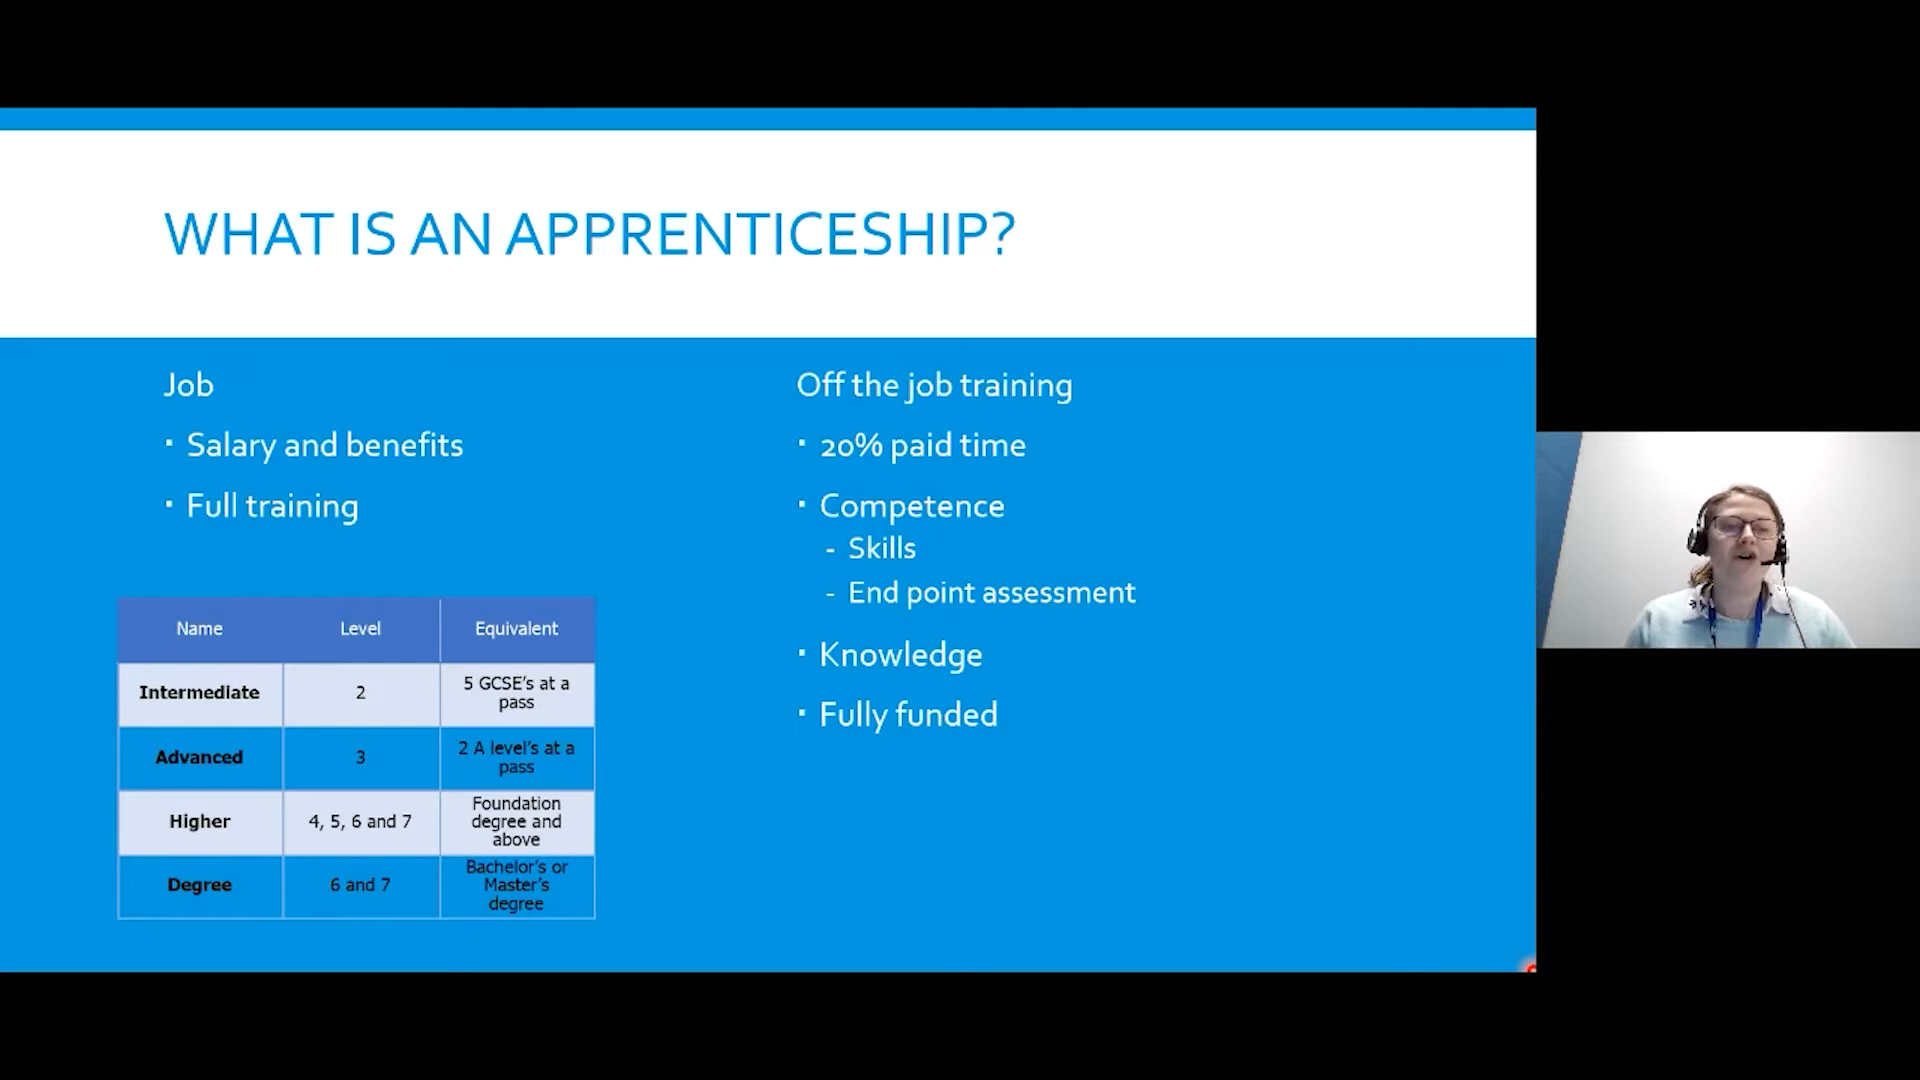 WHAT IS AN APPRENTICESHIP?
Job
▪ Salary and benefits
▪ Full training
Name Level Equivalent
Intermediate 2 5 GCSE's at a
pass
Advanced 3 2 A level's at a
pass
Higher 4, 5, 6 and 7 Foundation
degree and
above
Degree 6 and 7 Bachelor's or
Master's
degree
Off the job training
▪ 20% paid time
▪ Competence
- Skills
- End point assessment
▪ Knowledge
▪ Fully funded